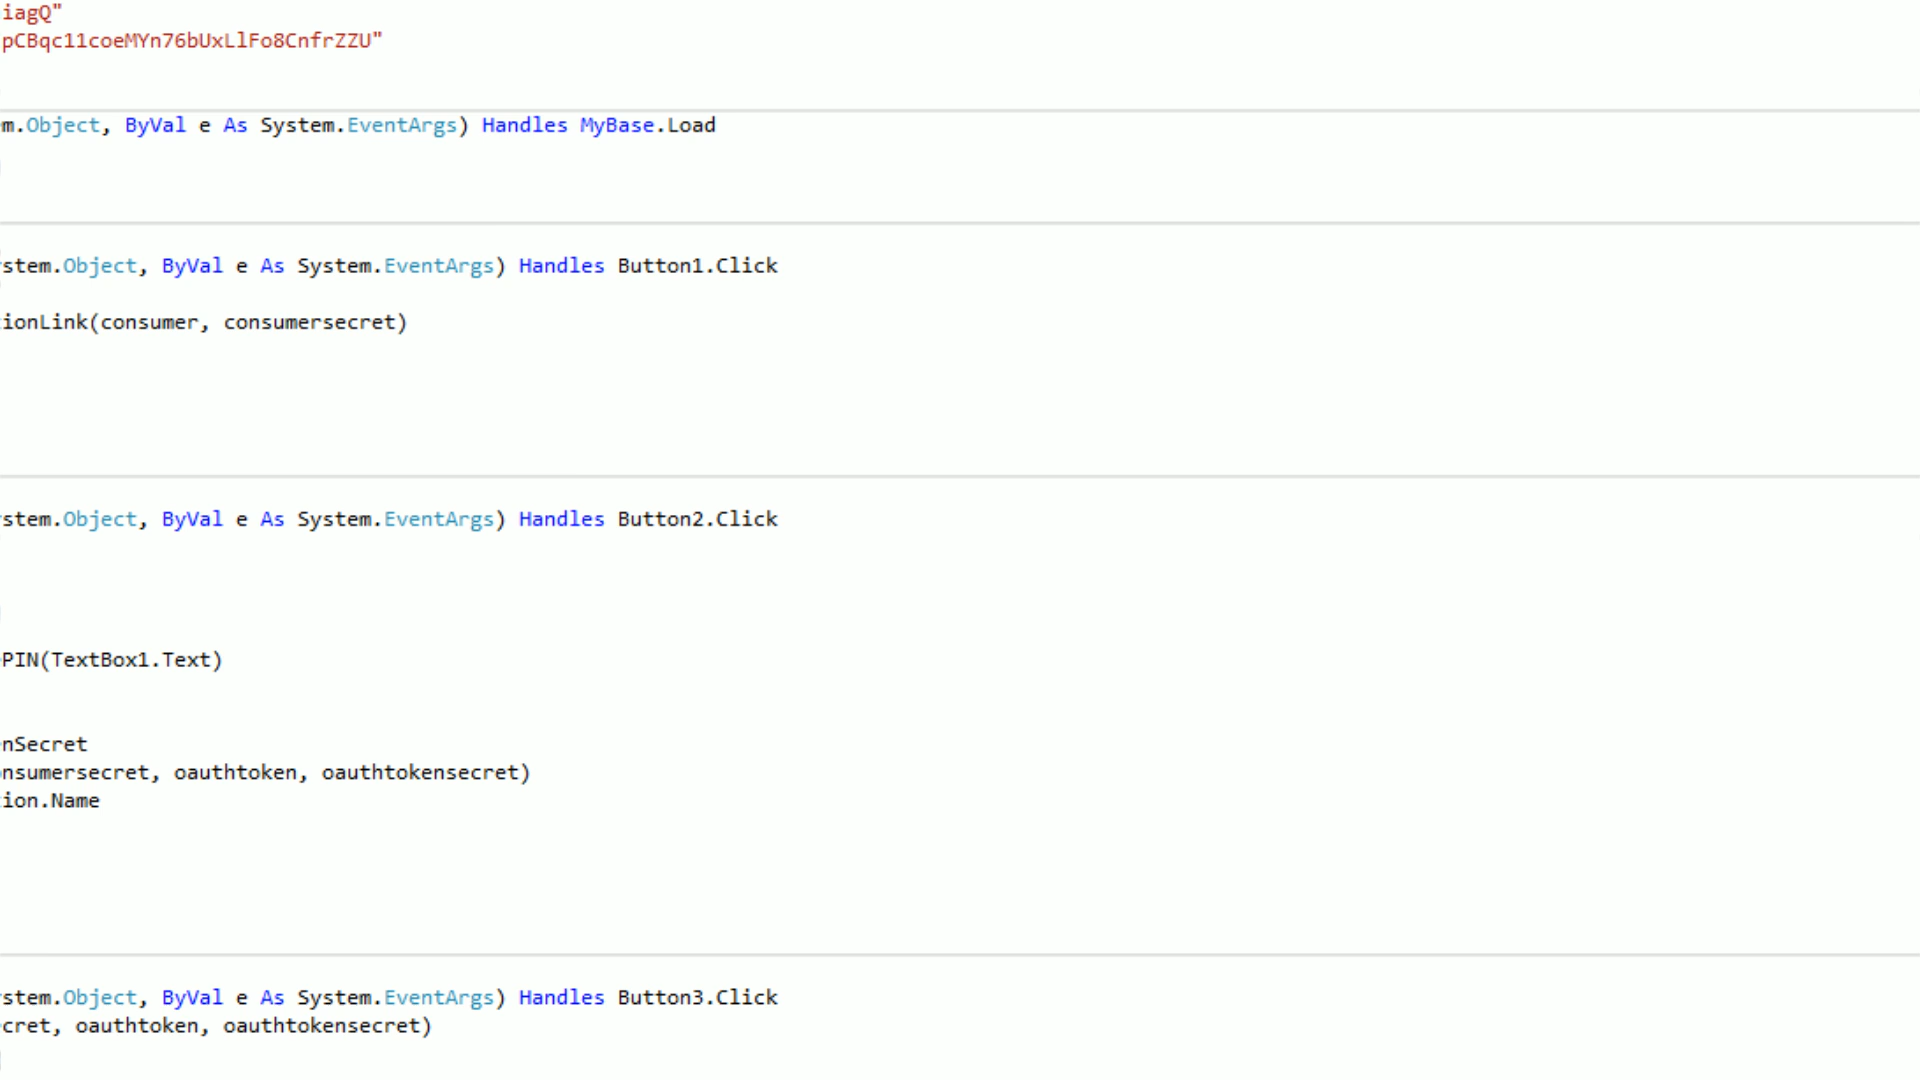 iagQ"
pCBqc11coeMYn76bUxLlFo8CnfrZZU"
m.Object, ByVal e As System.EventArgs) Handles MyBase.Load
stem.Object, ByVal e As System.EventArgs) Handles Button1.Click
ionLink(consumer, consumersecret)
stem.Object, ByVal e As System.EventArgs) Handles Button2.Click
PIN(TextBox1.Text)
nSecret
nsumersecret, oauthtoken, oauthtokensecret)
ion.Name
stem.Object, ByVal e As System.EventArgs) Handles Button3.Click
cret, oauthtoken, oauthtokensecret)